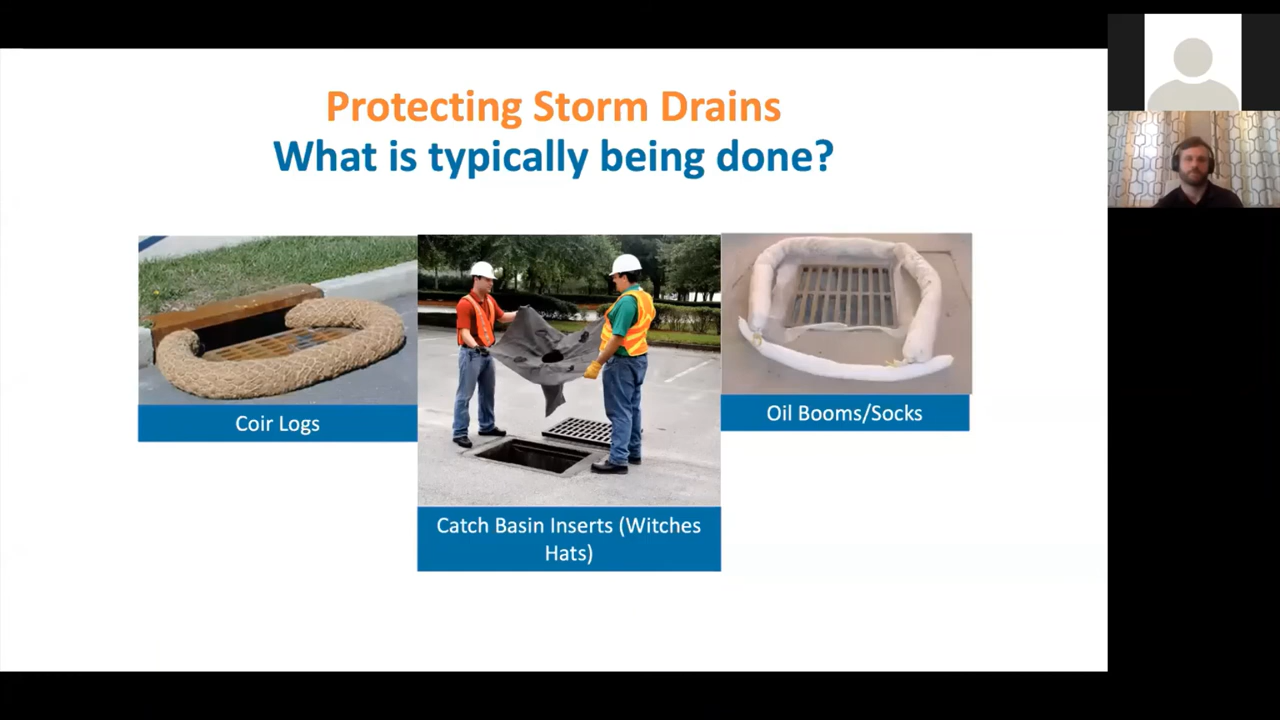 Protecting Storm Drains
What is typically being done?
Coir Logs
Oil Booms/Socks
Catch Basin Inserts (Witches
Hats)